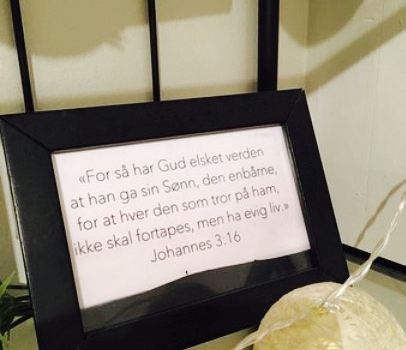 «For så har Gud elsket verden
at han ga sin Sønn, den enbårne,
for at hver den som tror på ham,
ikke skal fortapes, men ha evig liv.»
Johannes 3.16